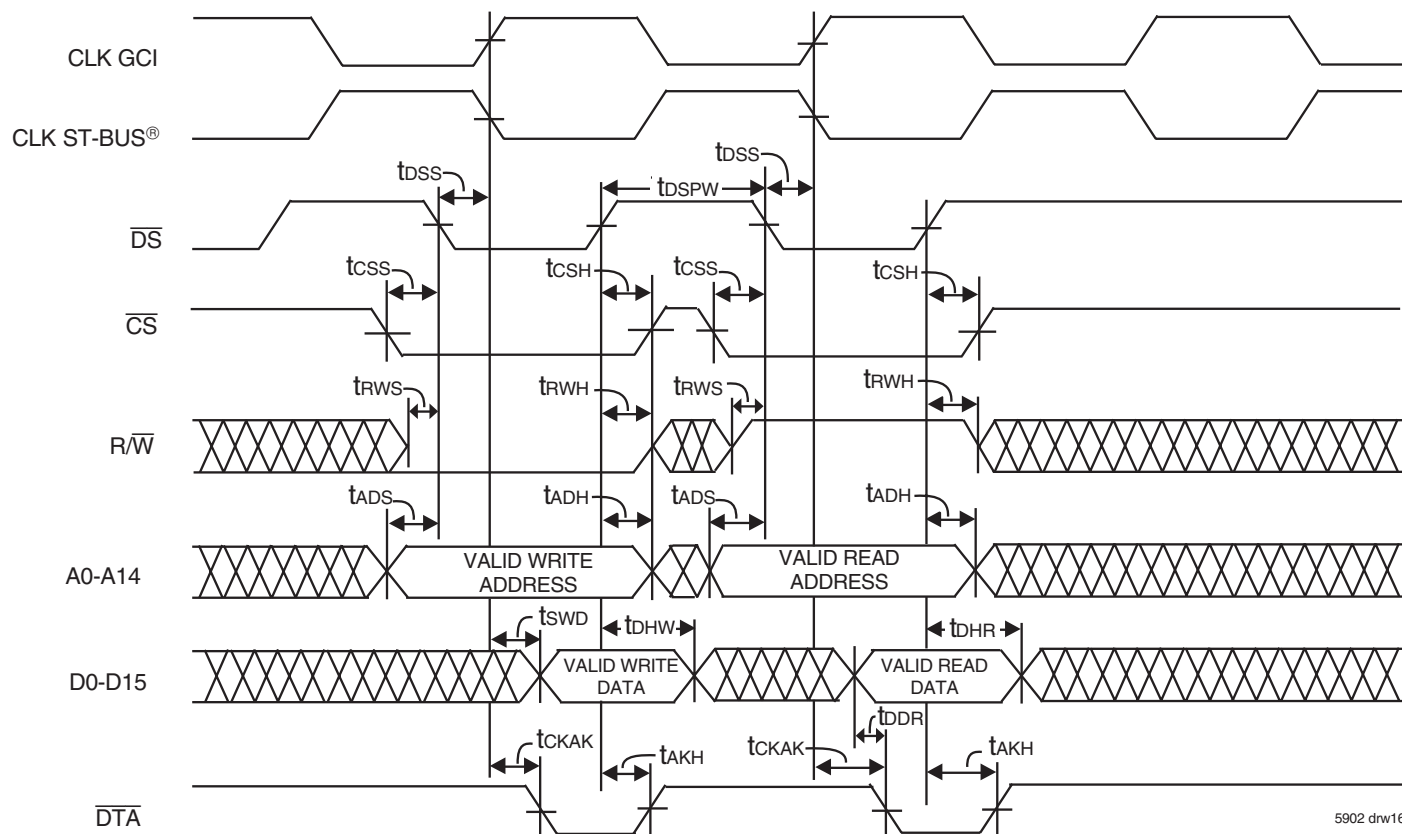 CLK GCI
CLK ST-BUS®
tDSS
tDSS
tDSPW
DS
tCSS
tCSH
tCSS
tCSH
CS
tRWS
tRWH
tRWS
tRWH
R/W
tADS
tADH
tADS
tADH
A0-A14
VALID WRITE
ADDRESS
VALID READ
ADDRESS
tSWD
tDHW
tDHR
D0-D15
VALID WRITE
DATA
VALID READ
DATA
tDDR
tCKAK
tAKH
tCKAK
tAKH
DTA
5902 drw16